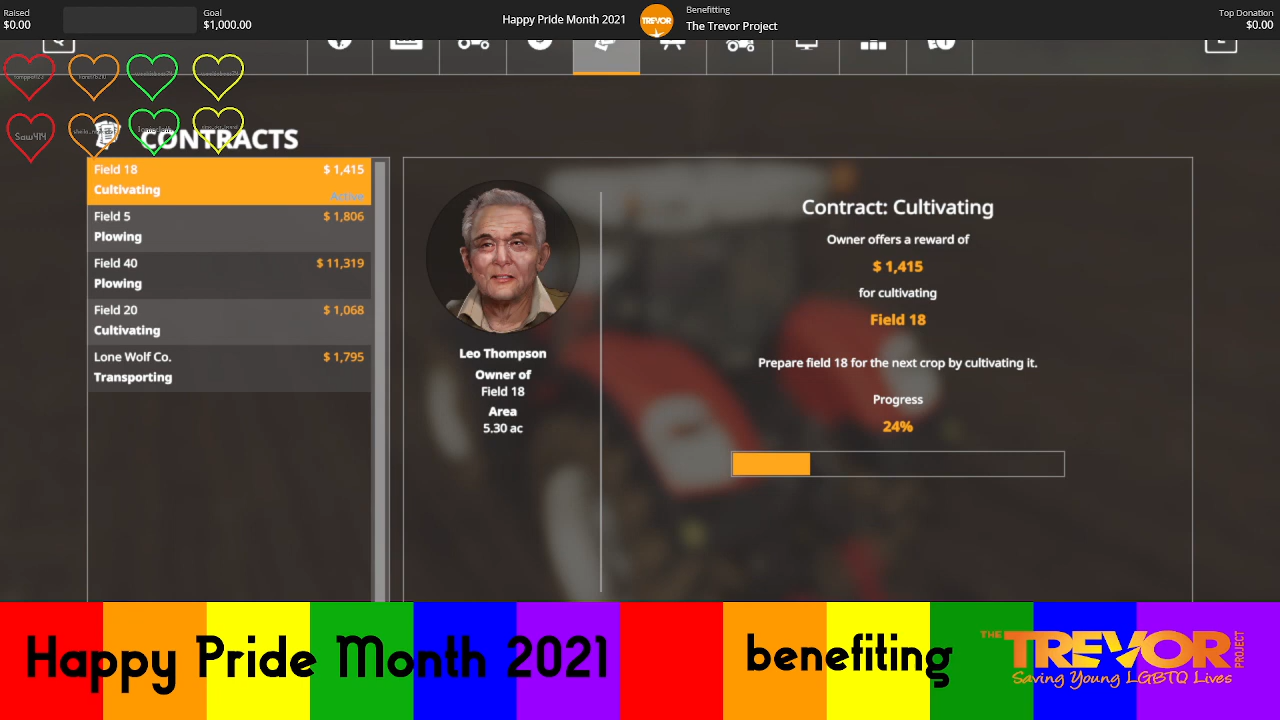 Raised
$0.00
Goal
$1,000.00
Happy Pride Month 2021
TREVOR
Benefitting
The Trevor Project
Top Donation
$0.00
Saw414
CONTRACTS
Field 18 $ 1,415
Cultivating Active
Field 5 $ 1,806
Plowing
Field 40 $ 11,319
Plowing
Field 20 $ 1,068
Cultivating
Lone Wolf Co. $ 1,795
Transporting
Leo Thompson
Owner of
Field 18
Area
5.30 ac
Contract: Cultivating
Owner offers a reward of
$ 1,415
for cultivating
Field 18
Prepare field 18 for the next crop by cultivating it.
Progress
24%
Happy Pride Month 2021
benefiting
THE TREVOR PROJECT
Saving Young LGBTQ Lives